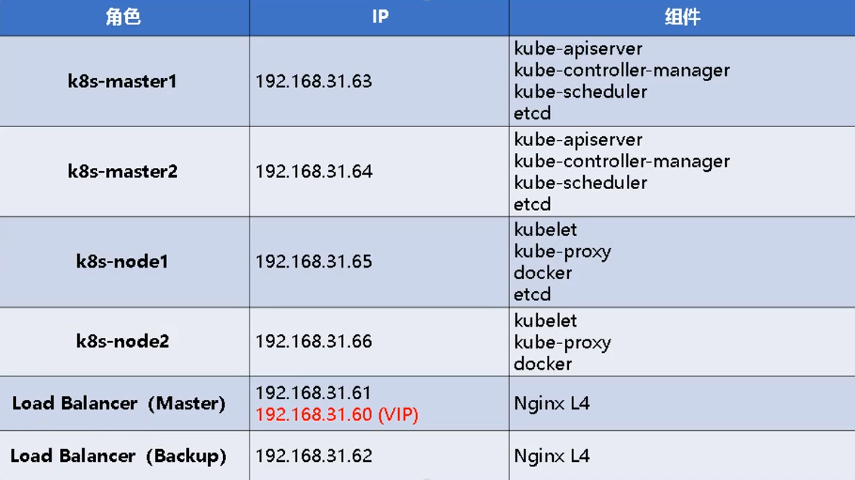 角色 IP 组件
k8s-master1 192.168.31.63 kube-apiserver
kube-controller-manager
kube-scheduler
etcd
k8s-master2 192.168.31.64 kube-apiserver
kube-controller-manager
kube-scheduler
etcd
k8s-node1 192.168.31.65 kubelet
kube-proxy
docker
etcd
k8s-node2 192.168.31.66 kubelet
kube-proxy
docker
Load Balancer（Master) 192.168.31.61
192.168.31.60 (VIP) Nginx L4
Load Balancer（Backup) 192.168.31.62 Nginx L4